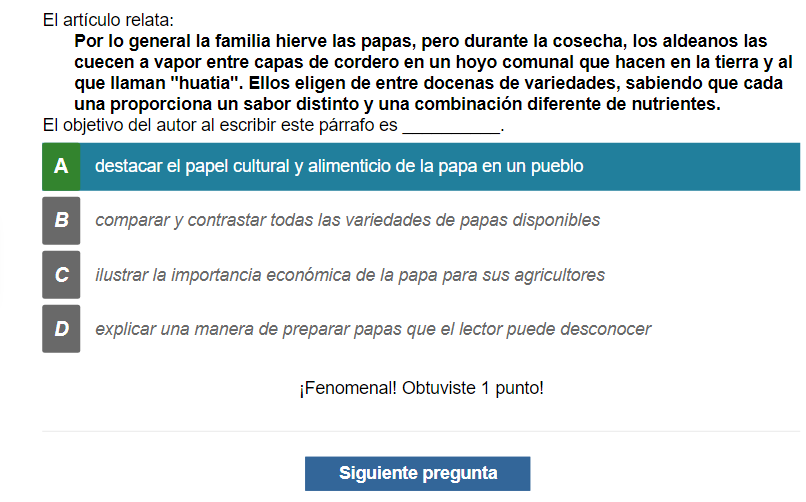 El artículo relata:
Por lo general la familia hierve las papas, pero durante la cosecha, los aldeanos las
cuecen a vapor entre capas de cordero en un hoyo comunal que hacen en la tierra y al
que llaman "huatia". Ellos eligen de entre docenas de variedades, sabiendo que cada
una proporciona un sabor distinto y una combinación diferente de nutrientes.
El objetivo del autor al escribir este párrafo es __________.
A destacar el papel cultural y alimenticio de la papa en un pueblo
B comparar y contrastar todas las variedades de papas disponibles
C ilustrar la importancia económica de la papa para sus agricultores
D explicar una manera de preparar papas que el lector puede desconocer
¡Fenomenal! Obtuviste 1 punto!
Siguiente pregunta